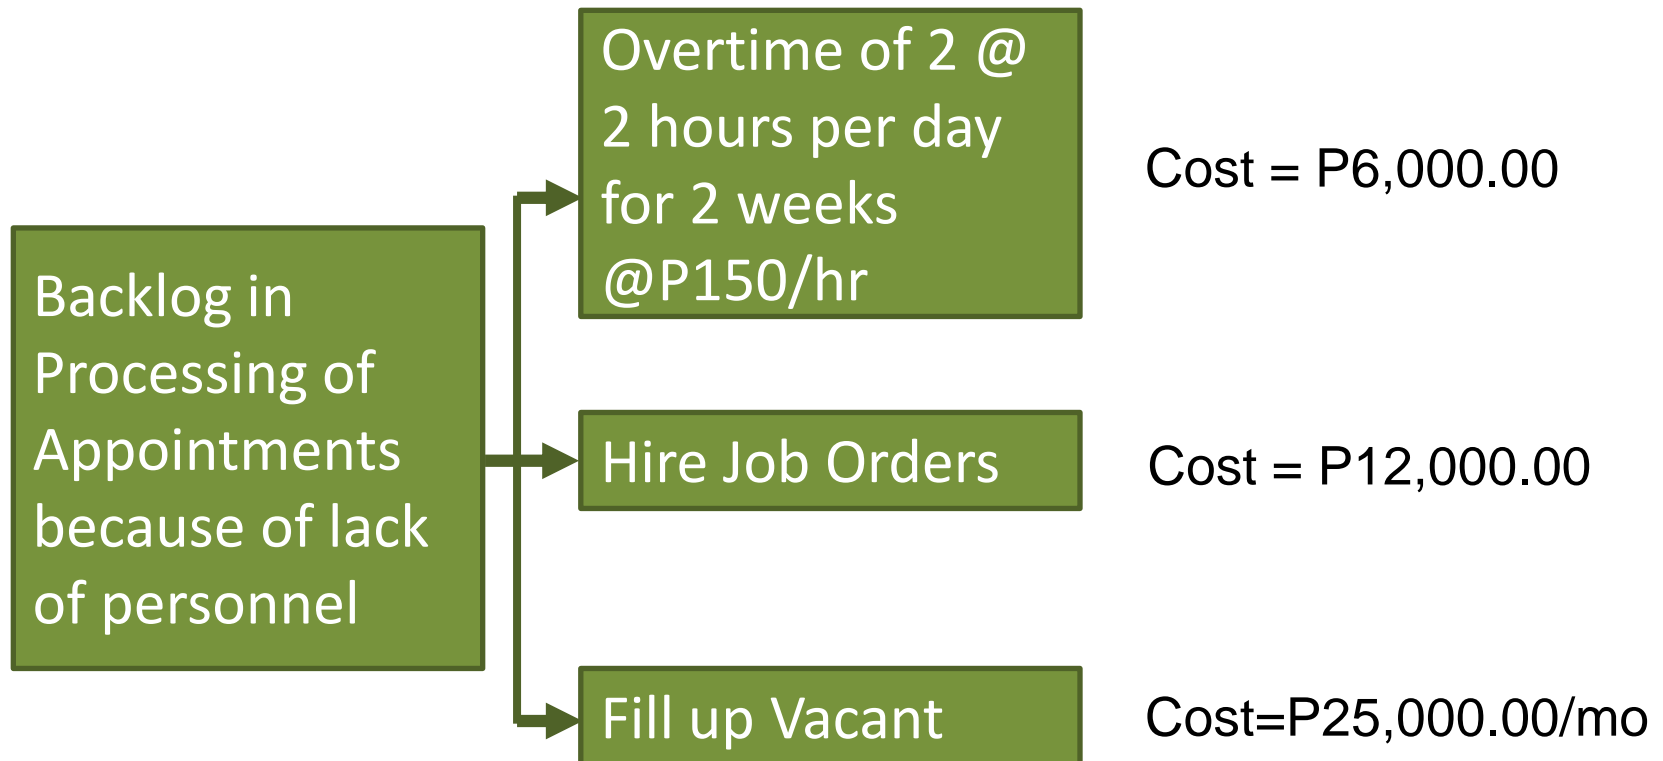 Backlog in
Processing of
Appointments
because of lack
of personnel
Overtime of 2 @
2 hours per day
for 2 weeks
@P150/hr
Cost = P6,000.00
Hire Job Orders
Cost = P12,000.00
Fill up Vacant
Cost=P25,000.00/mo